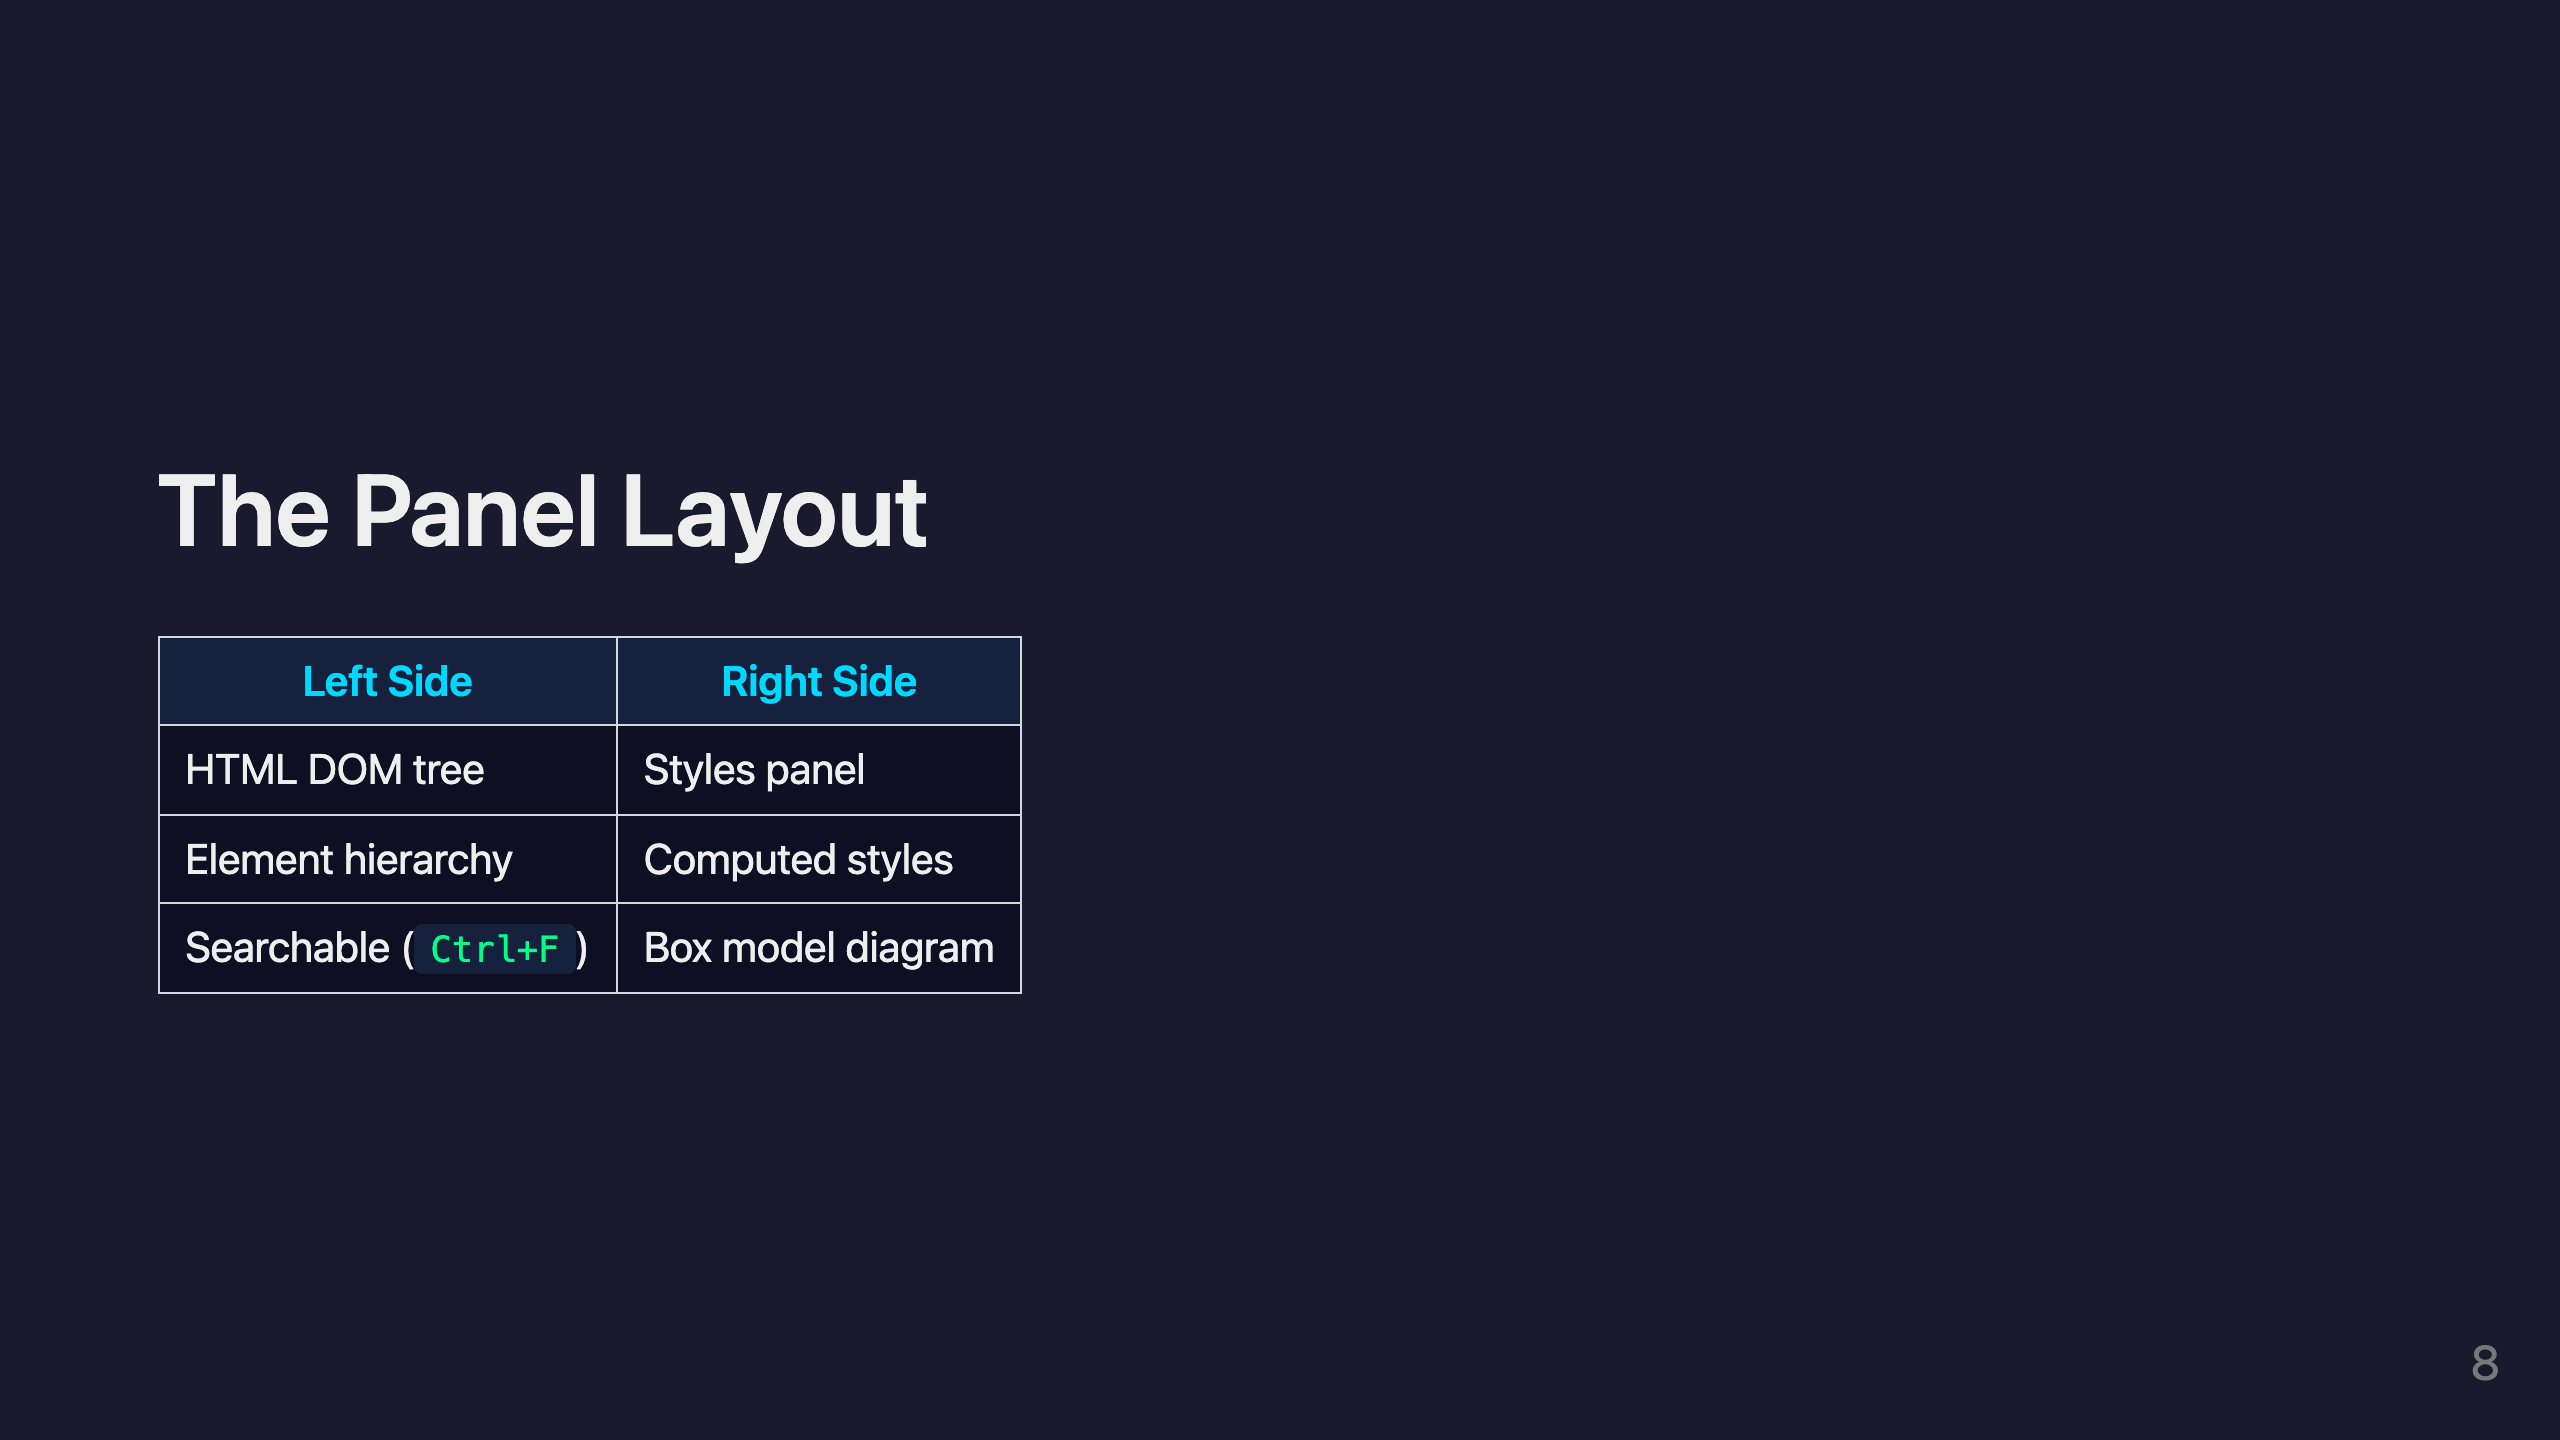 The Panel Layout
Left Side Right Side
HTML DOM tree Styles panel
Element hierarchy Computed styles
Searchable (Ctrl+F) Box model diagram
8